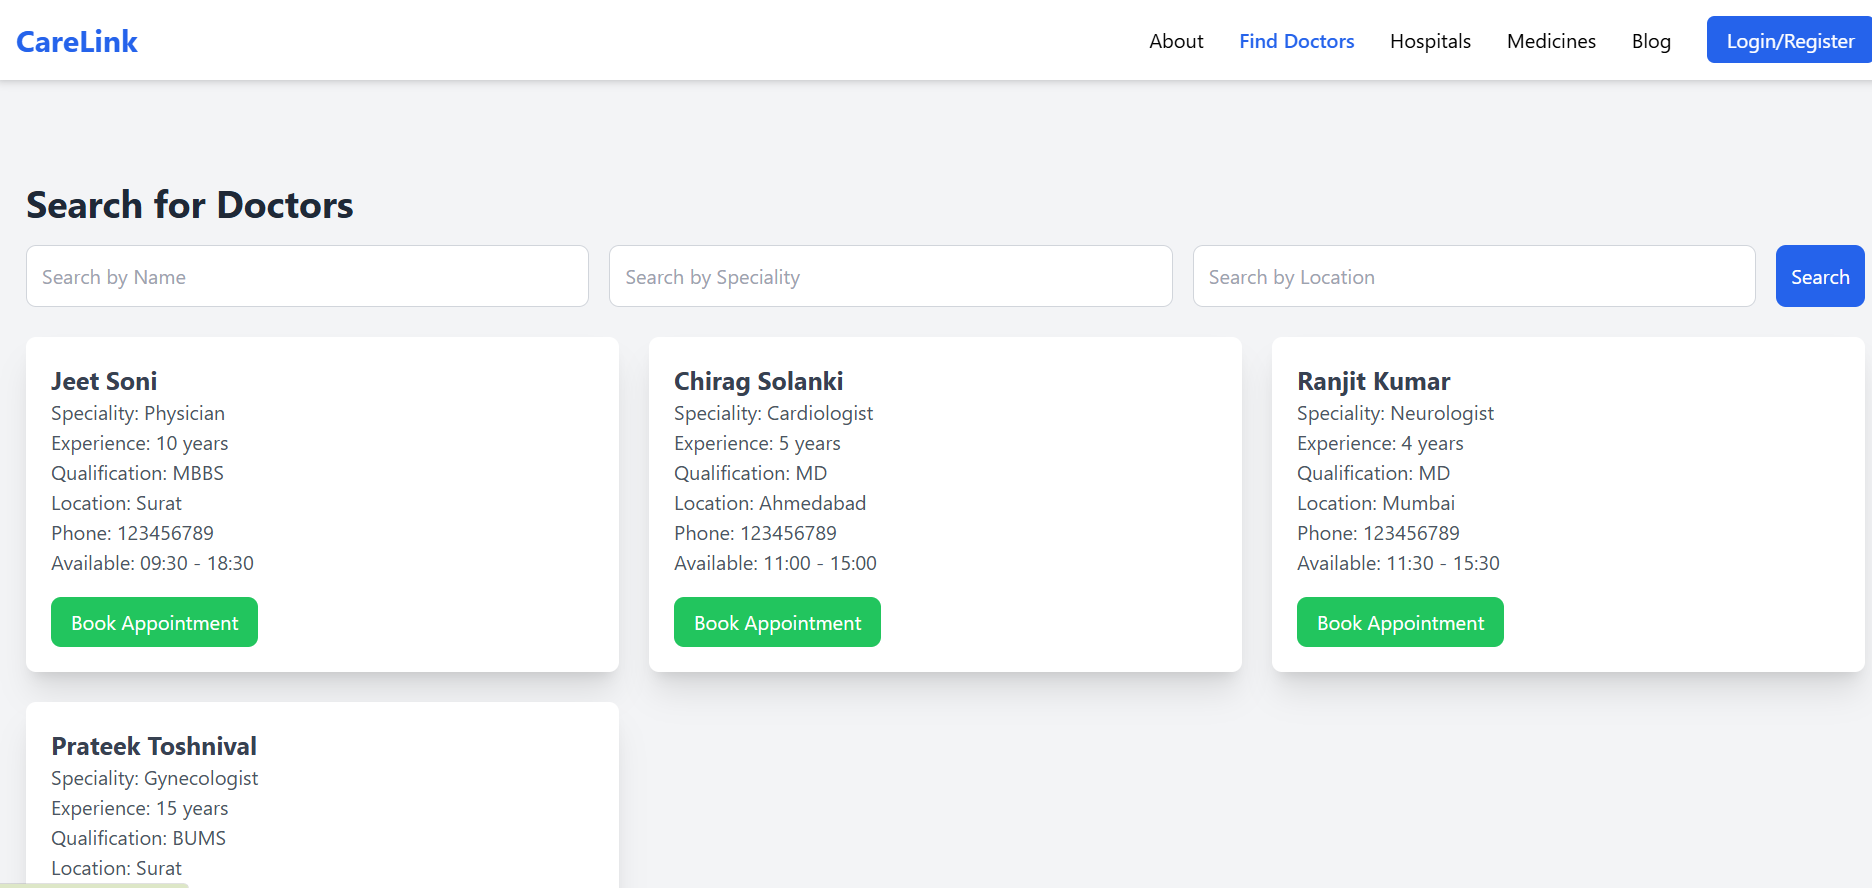 CareLink
About Find Doctors Hospitals Medicines Blog Login/Register
Search for Doctors
Search by Name Search by Speciality Search by Location Search
Jeet Soni
Speciality: Physician
Experience: 10 years
Qualification: MBBS
Location: Surat
Phone: 123456789
Available: 09:30 - 18:30
Book Appointment
Chirag Solanki
Speciality: Cardiologist
Experience: 5 years
Qualification: MD
Location: Ahmedabad
Phone: 123456789
Available: 11:00 - 15:00
Book Appointment
Ranjit Kumar
Speciality: Neurologist
Experience: 4 years
Qualification: MD
Location: Mumbai
Phone: 123456789
Available: 11:30 - 15:30
Book Appointment
Prateek Toshnival
Speciality: Gynecologist
Experience: 15 years
Qualification: BUMS
Location: Surat